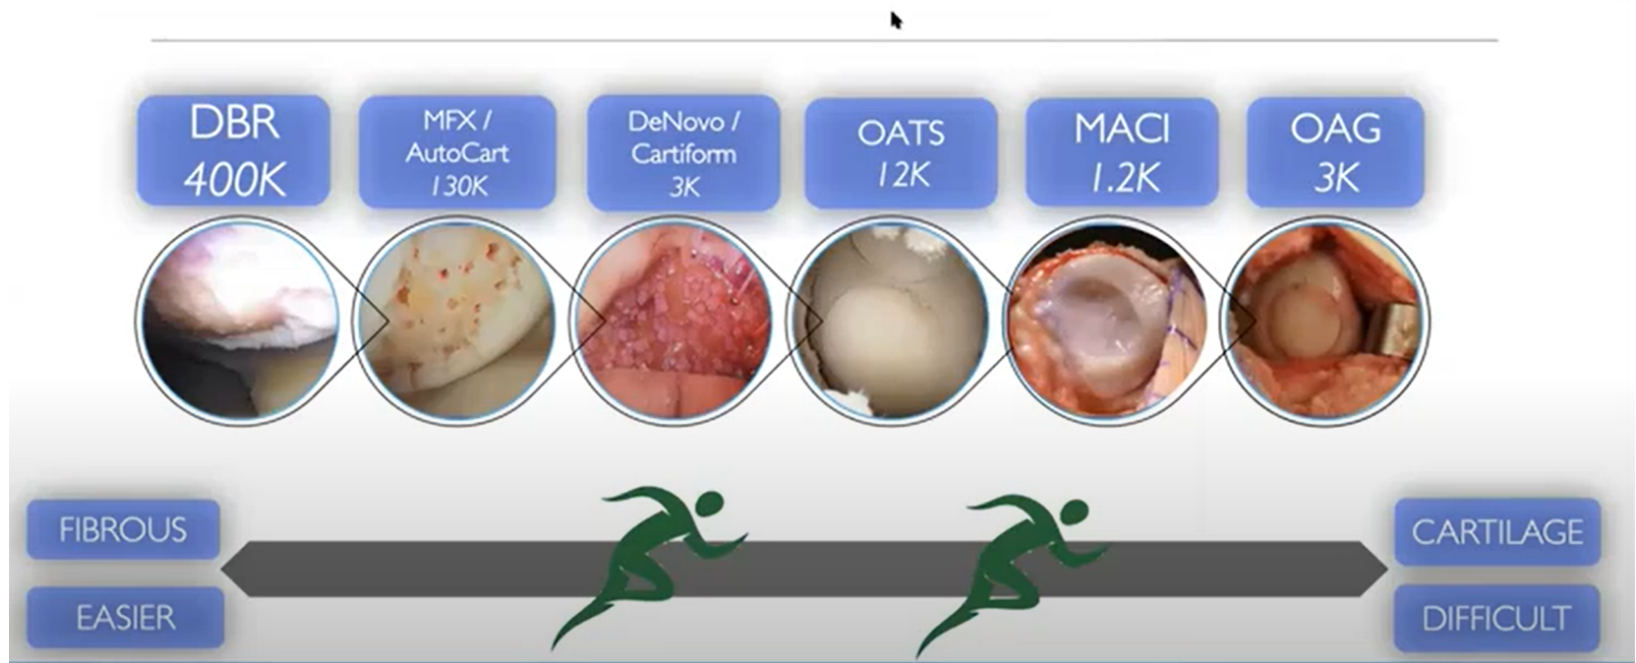 DBR
400K
MFX /
AutoCart
130K
DeNovo /
Cartiform
3K
OATS
12K
MACI
1.2K
OAG
3K
FIBROUS
EASIER
CARTILAGE
DIFFICULT